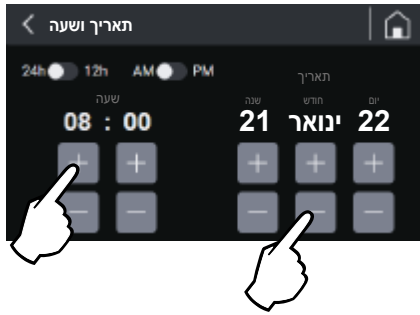 תאריך ושעה
24h 12h AM PM
תאריך
שעה
שנה חודש יום
08 : 00
21 ינואר 22
+ + + + +
− − − − −